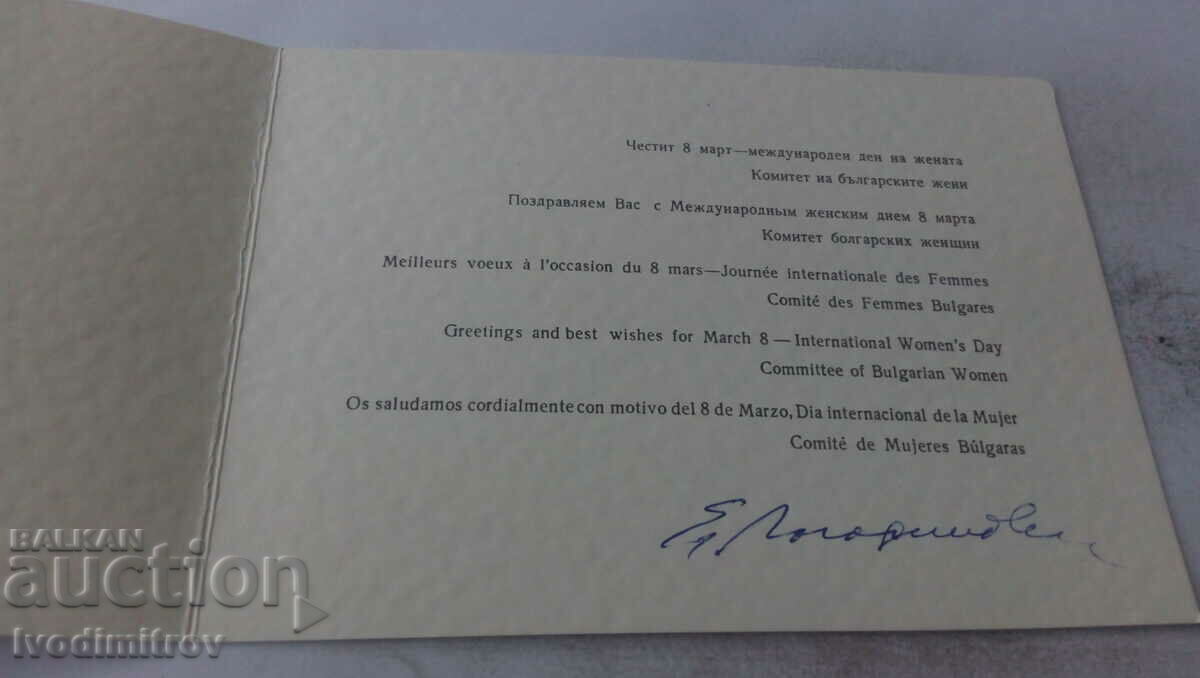 Честит 8 март—международен ден на жената
Комитет на българските жени
Поздравляем Вас с Международным женским днем 8 марта
Комитет болгарских женщин
Meilleurs voeux à l'occasion du 8 mars—Journée internationale des Femmes
Comité des Femmes Bulgares
Greetings and best wishes for March 8 — International Women's Day
Committee of Bulgarian Women
Os saludamos cordialmente con motivo del 8 de Marzo, Dia internacional de la Mujer
Comité de Mujeres Bûlgaras
BALKAN
auction
Ivodimitrov